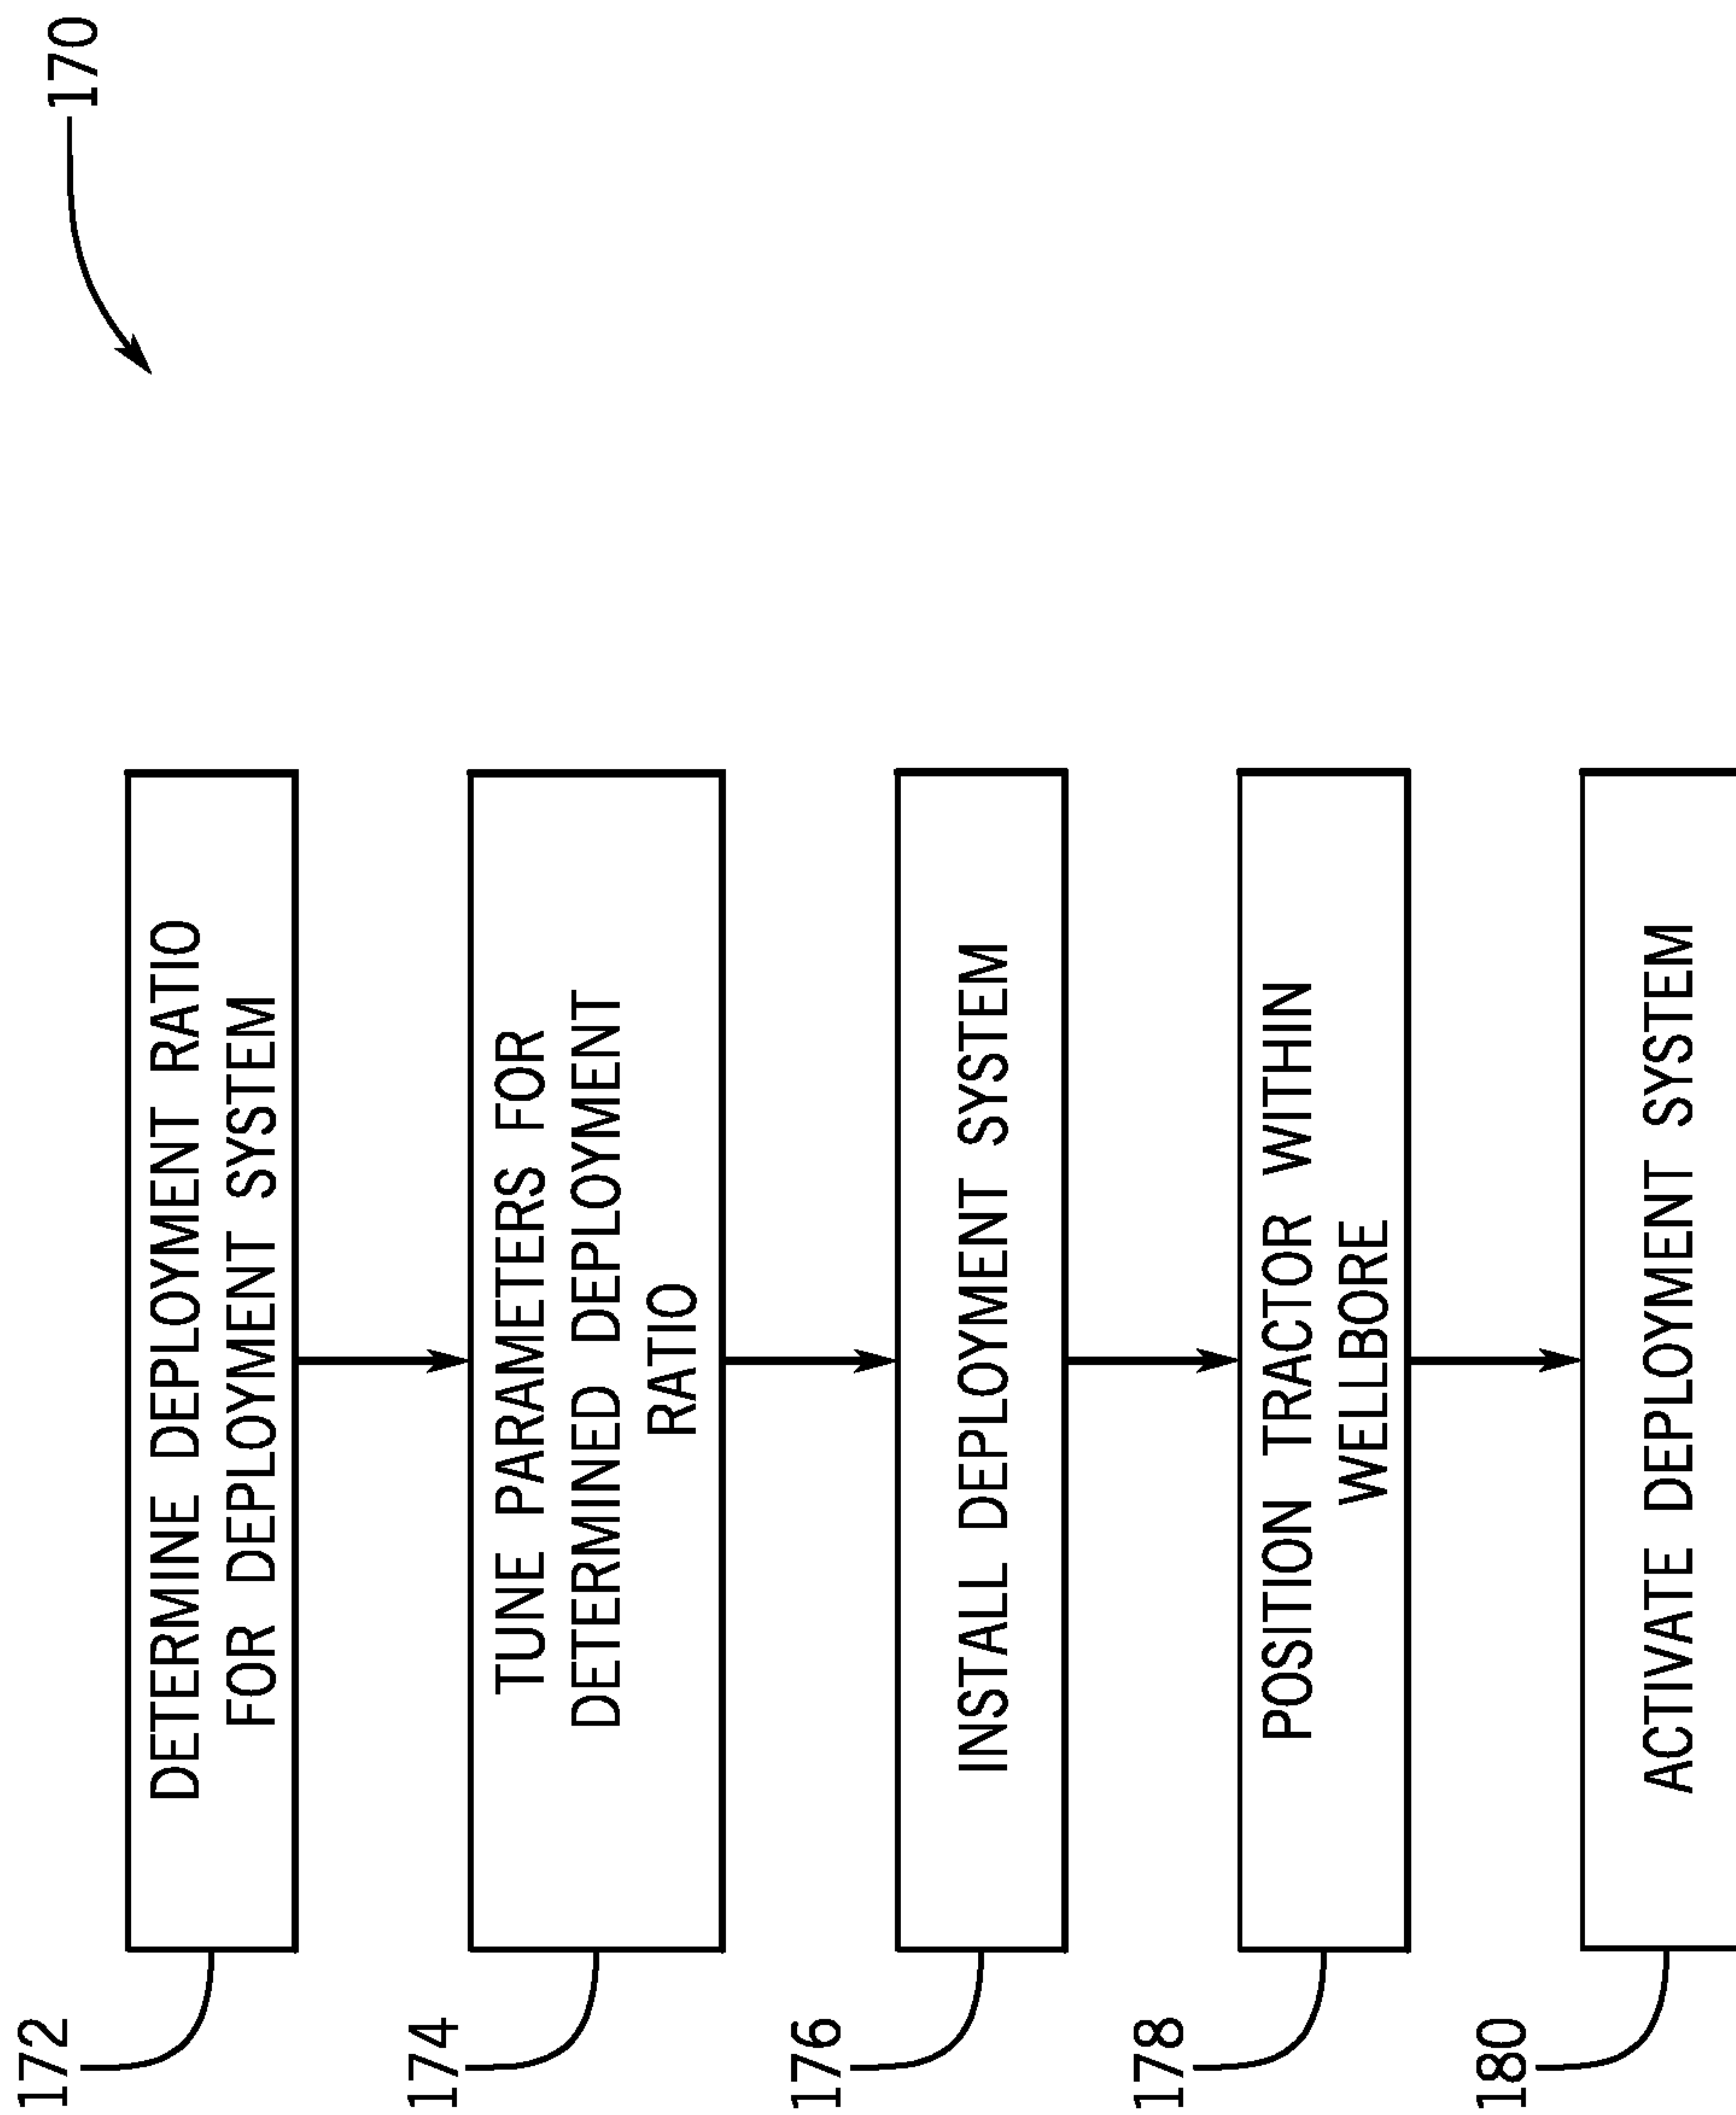 170
172
DETERMINE DEPLOYMENT RATIO
FOR DEPLOYMENT SYSTEM
174
TUNE PARAMETERS FOR
DETERMINED DEPLOYMENT
RATIO
176
INSTALL DEPLOYMENT SYSTEM
178
POSITION TRACTOR WITHIN
WELLBORE
180
ACTIVATE DEPLOYMENT SYSTEM